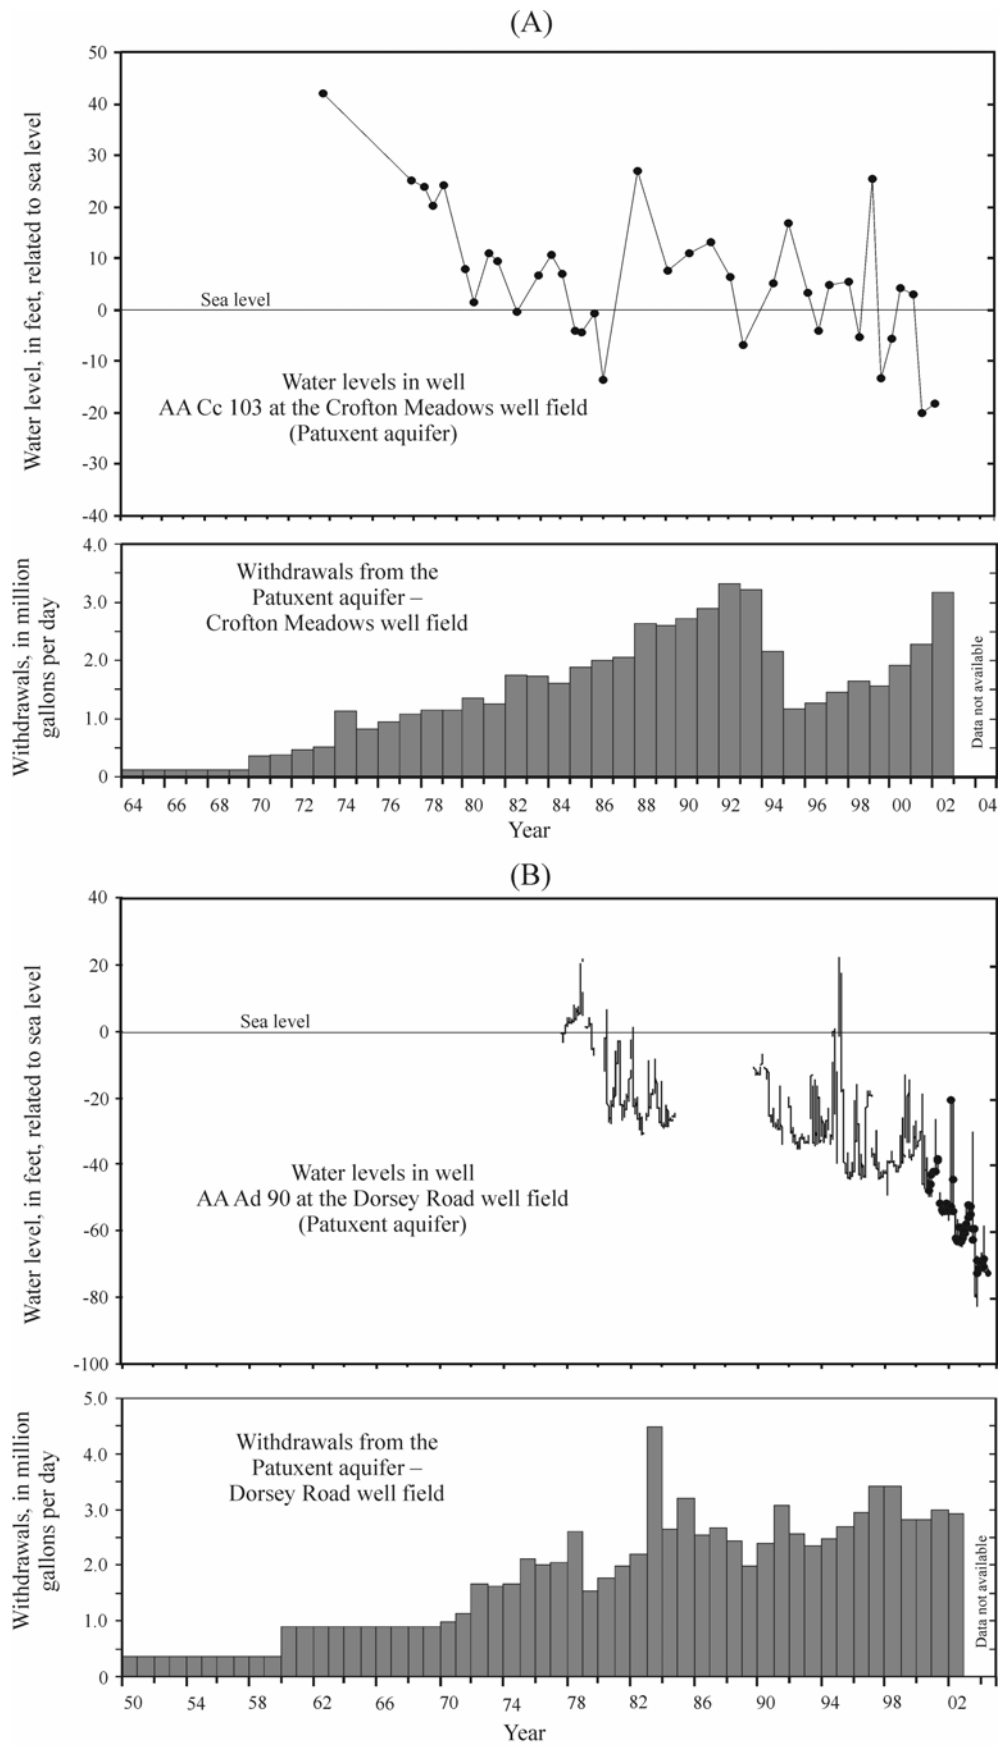 (A)
50
40
30
20
10
0
-10
-20
-30
-40
Water level, in feet, related to sea level
Sea level
Water levels in well
AA Cc 103 at the Crofton Meadows well field
(Patuxent aquifer)
4.0
3.0
2.0
1.0
0
Withdrawals, in million
gallons per day
Withdrawals from the
Patuxent aquifer –
Crofton Meadows well field
Data not available
64 66 68 70 72 74 76 78 80 82 84 86 88 90 92 94 96 98 00 02 04
Year
(B)
40
20
0
-20
-40
-60
-80
-100
Water level, in feet, related to sea level
Sea level
Water levels in well
AA Ad 90 at the Dorsey Road well field
(Patuxent aquifer)
5.0
4.0
3.0
2.0
1.0
0
Withdrawals, in million
gallons per day
Withdrawals from the
Patuxent aquifer –
Dorsey Road well field
Data not available
50 54 58 62 66 70 74 78 82 86 90 94 98 02
Year